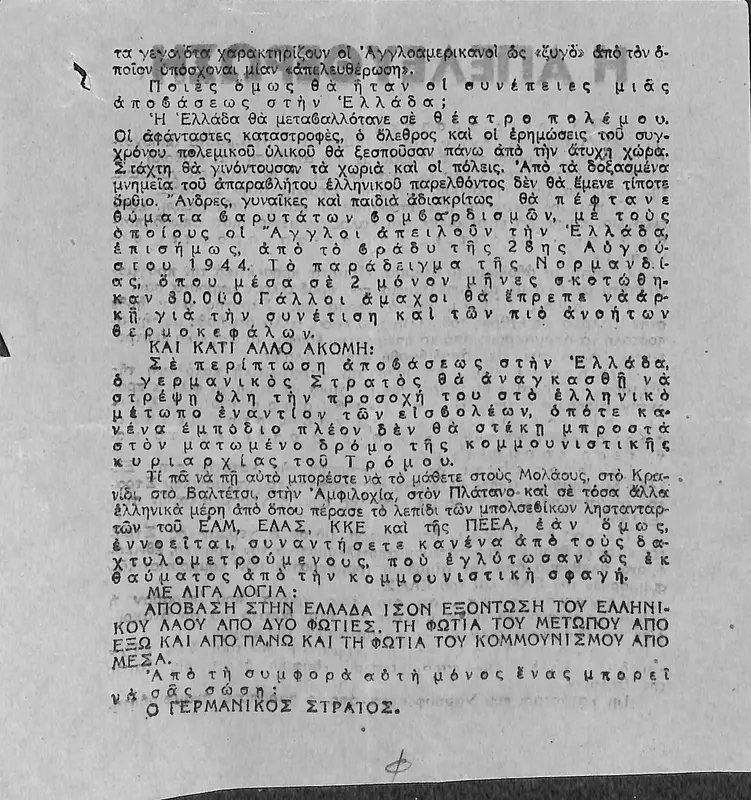 τα γεγονότα χαρακτηρίζουν οἱ Ἀγγλοαμερικανοὶ ὡς «ζυγὸ» ἀπὸ τὸν ὁ-
ποῖον ὑπόσχοναι μίαν «ἀπελευθέρωση».
Ποιὲς ὅμως θὰ ἦταν οἱ συνέπειες μιᾶς
ἀποβάσεως στὴν Ἑλλάδα;
Ἡ Ἑλλάδα θὰ μεταβαλλότανε σὲ θέατρο πολέμου.
Οἱ ἀφάνταστες καταστροφές, ὁ ὄλεθρος καὶ οἱ ἐρημώσεις τοῦ συγ-
χρόνου πολεμικοῦ ὑλικοῦ θὰ ξεσποῦσαν πάνω ἀπὸ τὴν ἄτυχη χώρα.
Στάχτη θὰ γινόντουσαν τὰ χωριὰ καὶ οἱ πόλεις. Ἀπὸ τὰ δοξασμένα
μνημεῖα τοῦ ἀπαραβλήτου ἑλληνικοῦ παρελθόντος δὲν θὰ ἔμενε τίποτε
ὄρθιο. Ἄνδρες, γυναῖκες καὶ παιδιὰ ἀδιακρίτως θὰ πέφτανε
θύματα βαρυτάτων βομβαρδισμῶν, μὲ τοὺς
ὁποίους οἱ Ἄγγλοι ἀπειλοῦν τὴν Ἑλλάδα,
ἐπισήμως, ἀπὸ τὸ βράδυ τῆς 28ης Αὐγού-
στου 1944. Τὸ παράδειγμα τῆς Νορμανδί-
ας, ὅπου μέσα σὲ 2 μόνον μῆνες σκοτώθη-
καν 80.000 Γάλλοι ἄμαχοι θὰ ἔπρεπε νὰ ἀρ-
κῇ γιὰ τὴν συνέτιση καὶ τῶν πιὸ ἀνοήτων
θερμοκεφάλων.
ΚΑΙ ΚΑΤΙ ΑΛΛΟ ΑΚΟΜΗ:
Σὲ περίπτωση ἀποβάσεως στὴν Ἑλλάδα,
ὁ γερμανικὸς Στρατὸς θὰ ἀναγκασθῇ νὰ
στρέψῃ ὅλη τὴν προσοχή του στὸ ἑλληνικὸ
μέτωπο ἐναντίον τῶν εἰσβολέων, ὁπότε κα-
νένα ἐμπόδιο πλέον δὲν θὰ στέκῃ μπροστὰ
στὸν ματωμένο δρόμο τῆς κομμουνιστικῆς
κυριαρχίας τοῦ Τρόμου.
Τί πᾶ νὰ πῇ αὐτὸ μπορέστε νὰ τὸ μάθετε στοὺς Μολάους, στὸ Κρα-
νίδι, στὸ Βαλτέτσι, στὴν Ἀμφιλοχία, στὸν Πλάτανο καὶ σὲ τόσα ἄλλα
ἑλληνικὰ μέρη ἀπὸ ὅπου πέρασε τὸ λεπίδι τῶν μπολσεβίκων ληστανταρ-
τῶν τοῦ ΕΑΜ, ΕΛΑΣ, ΚΚΕ καὶ τῆς ΠΕΕΑ, ἐὰν ὅμως,
ἐννοεῖται, συναντήσετε κανένα ἀπὸ τοὺς δα-
χτυλομετρούμενους, ποὺ ἐγλύτωσαν ὡς ἐκ
θαύματος ἀπὸ τὴν κομμουνιστικὴ σφαγή.
ΜΕ ΛΙΓΑ ΛΟΓΙΑ:
ΑΠΟΒΑΣΗ ΣΤΗΝ ΕΛΛΑΔΑ ΙΣΟΝ ΕΞΟΝΤΩΣΗ ΤΟΥ ΕΛΛΗΝΙ-
ΚΟΥ ΛΑΟΥ ΑΠΟ ΔΥΟ ΦΩΤΙΕΣ. ΤΗ ΦΩΤΙΑ ΤΟΥ ΜΕΤΩΠΟΥ ΑΠΟ
ΕΞΩ ΚΑΙ ΑΠΟ ΠΑΝΩ ΚΑΙ ΤΗ ΦΩΤΙΑ ΤΟΥ ΚΟΜΜΟΥΝΙΣΜΟΥ ΑΠΟ
ΜΕΣΑ.
Ἀπὸ τὴ συμφορὰ αὐτὴ μόνος ἕνας μπορεῖ
νὰ σᾶς σώσῃ:
Ο ΓΕΡΜΑΝΙΚΟΣ ΣΤΡΑΤΟΣ.